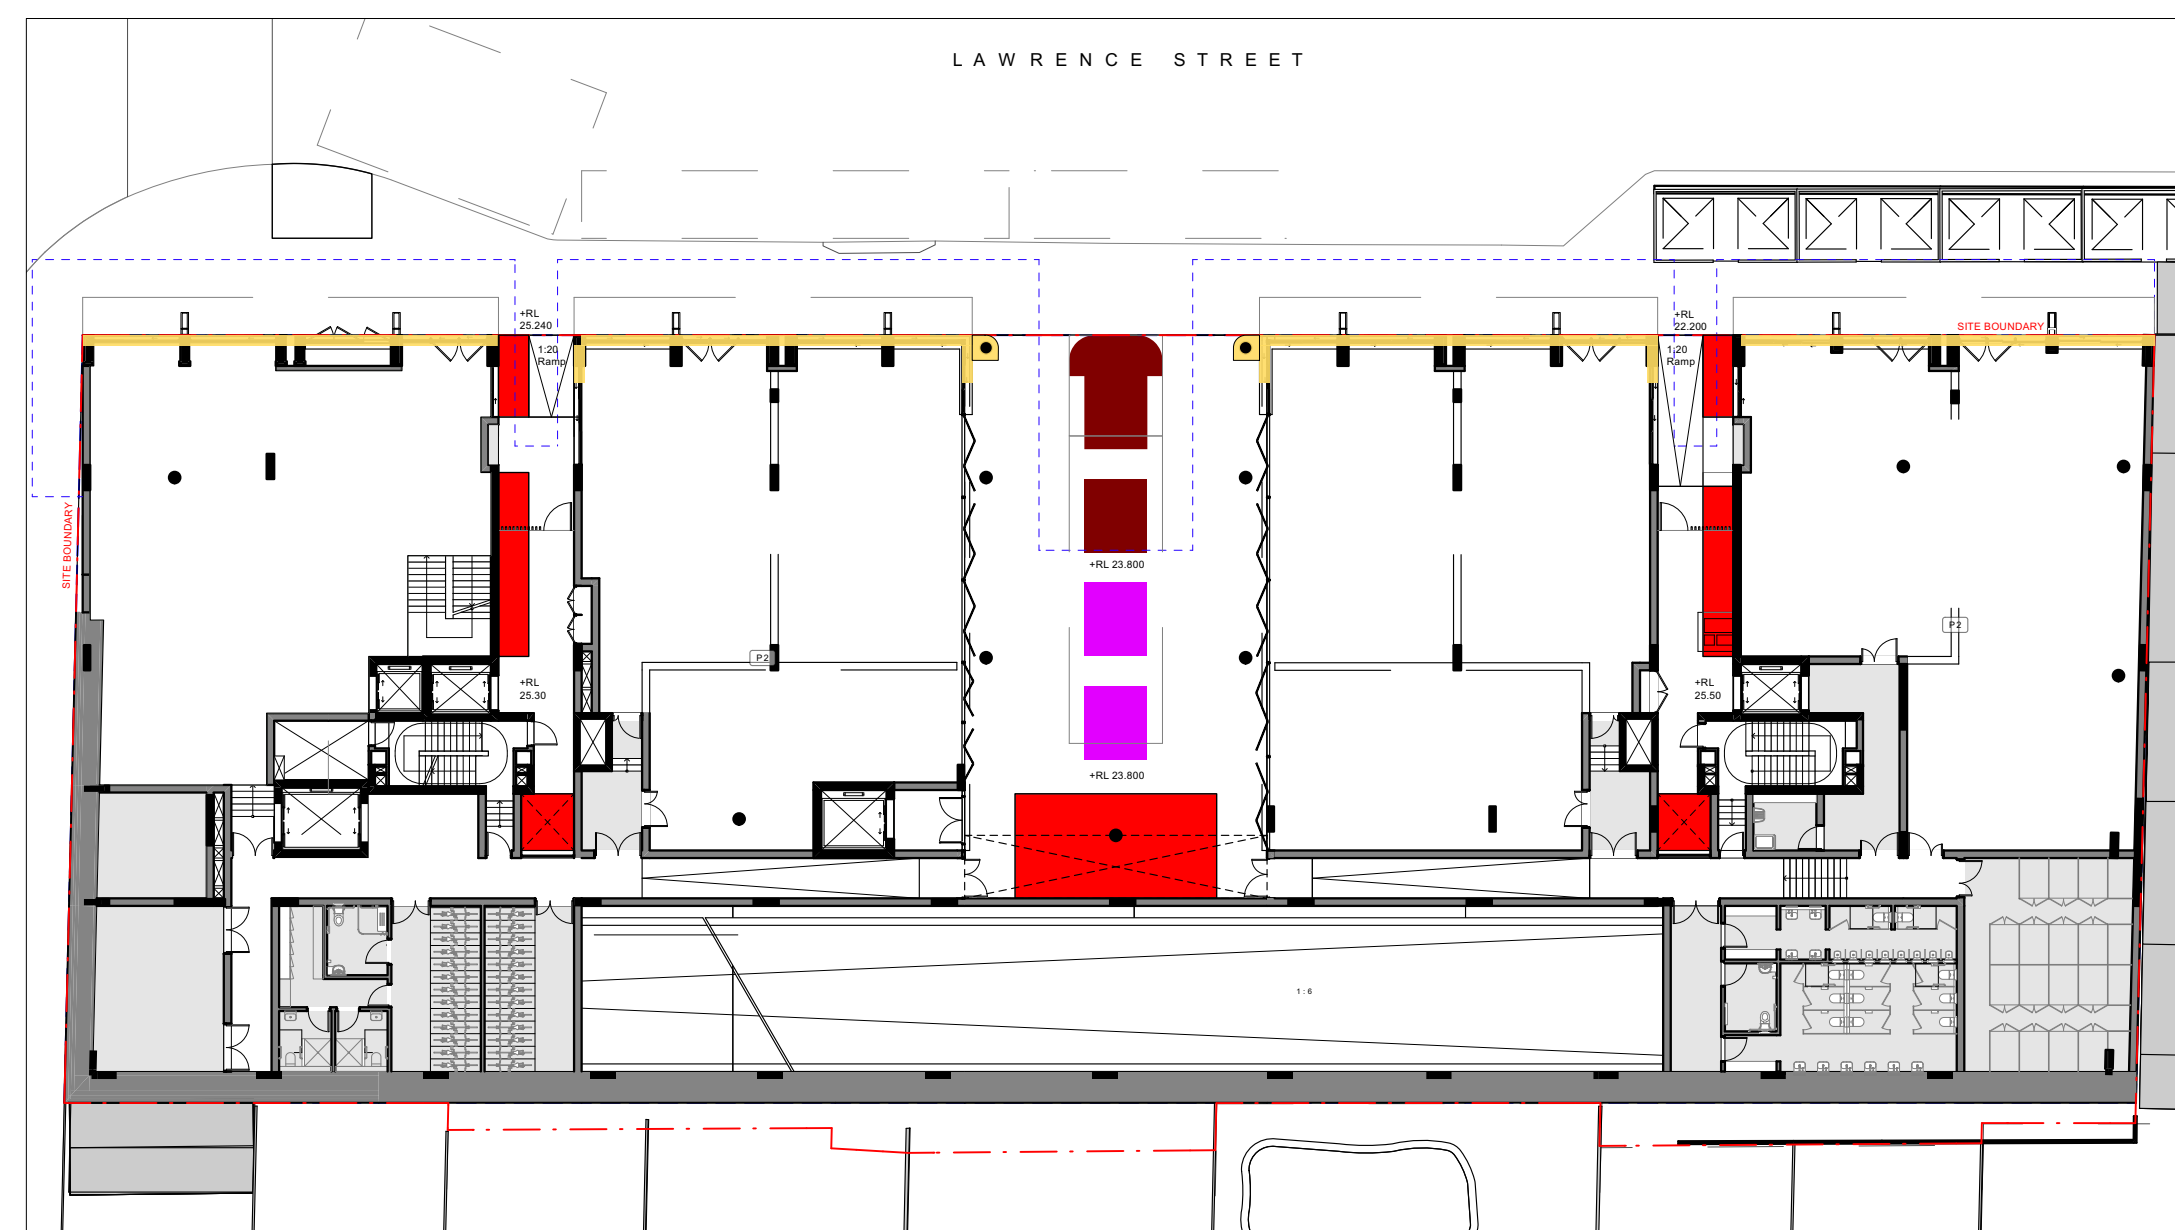 LAWRENCE STREET
+RL
25.240
1:20
Ramp
+RL
22.200
1:20
Ramp
SITE BOUNDARY
SITE BOUNDARY
+RL 23.800
P2
P2
+RL
25.30
+RL
25.50
+RL 23.800
1 : 6